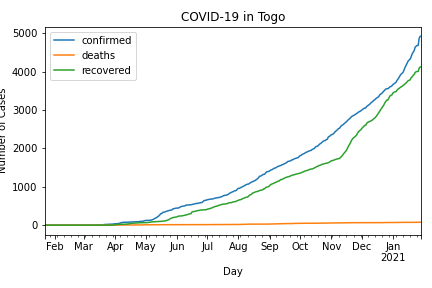 COVID-19 in Togo
confirmed
deaths
recovered
Number of Cases
5000
4000
3000
2000
1000
0
Feb Mar Apr May Jun Jul Aug Sep Oct Nov Dec Jan
2021
Day